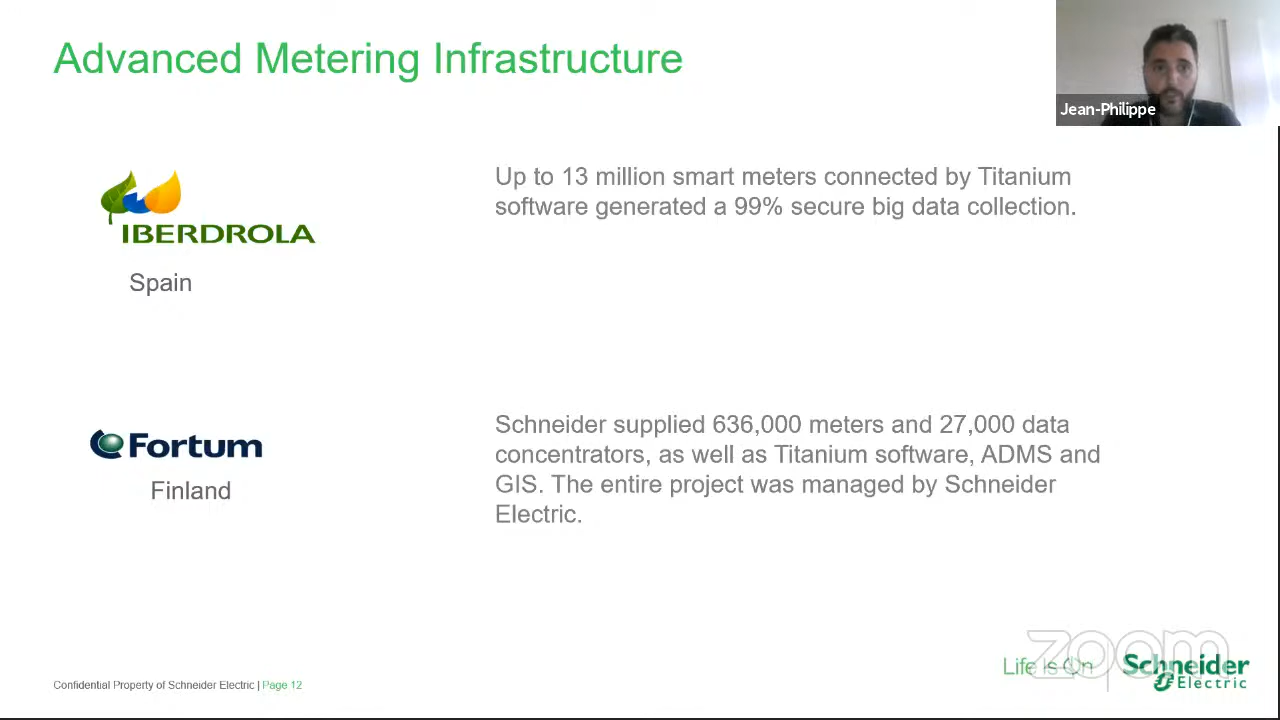 Advanced Metering Infrastructure
Jean-Philippe
IBERDROLA
Spain
Up to 13 million smart meters connected by Titanium
software generated a 99% secure big data collection.
Fortum
Finland
Schneider supplied 636,000 meters and 27,000 data
concentrators, as well as Titanium software, ADMS and
GIS. The entire project was managed by Schneider
Electric.
zoom
Life Is On
Schneider
Electric
Confidential Property of Schneider Electric | Page 12